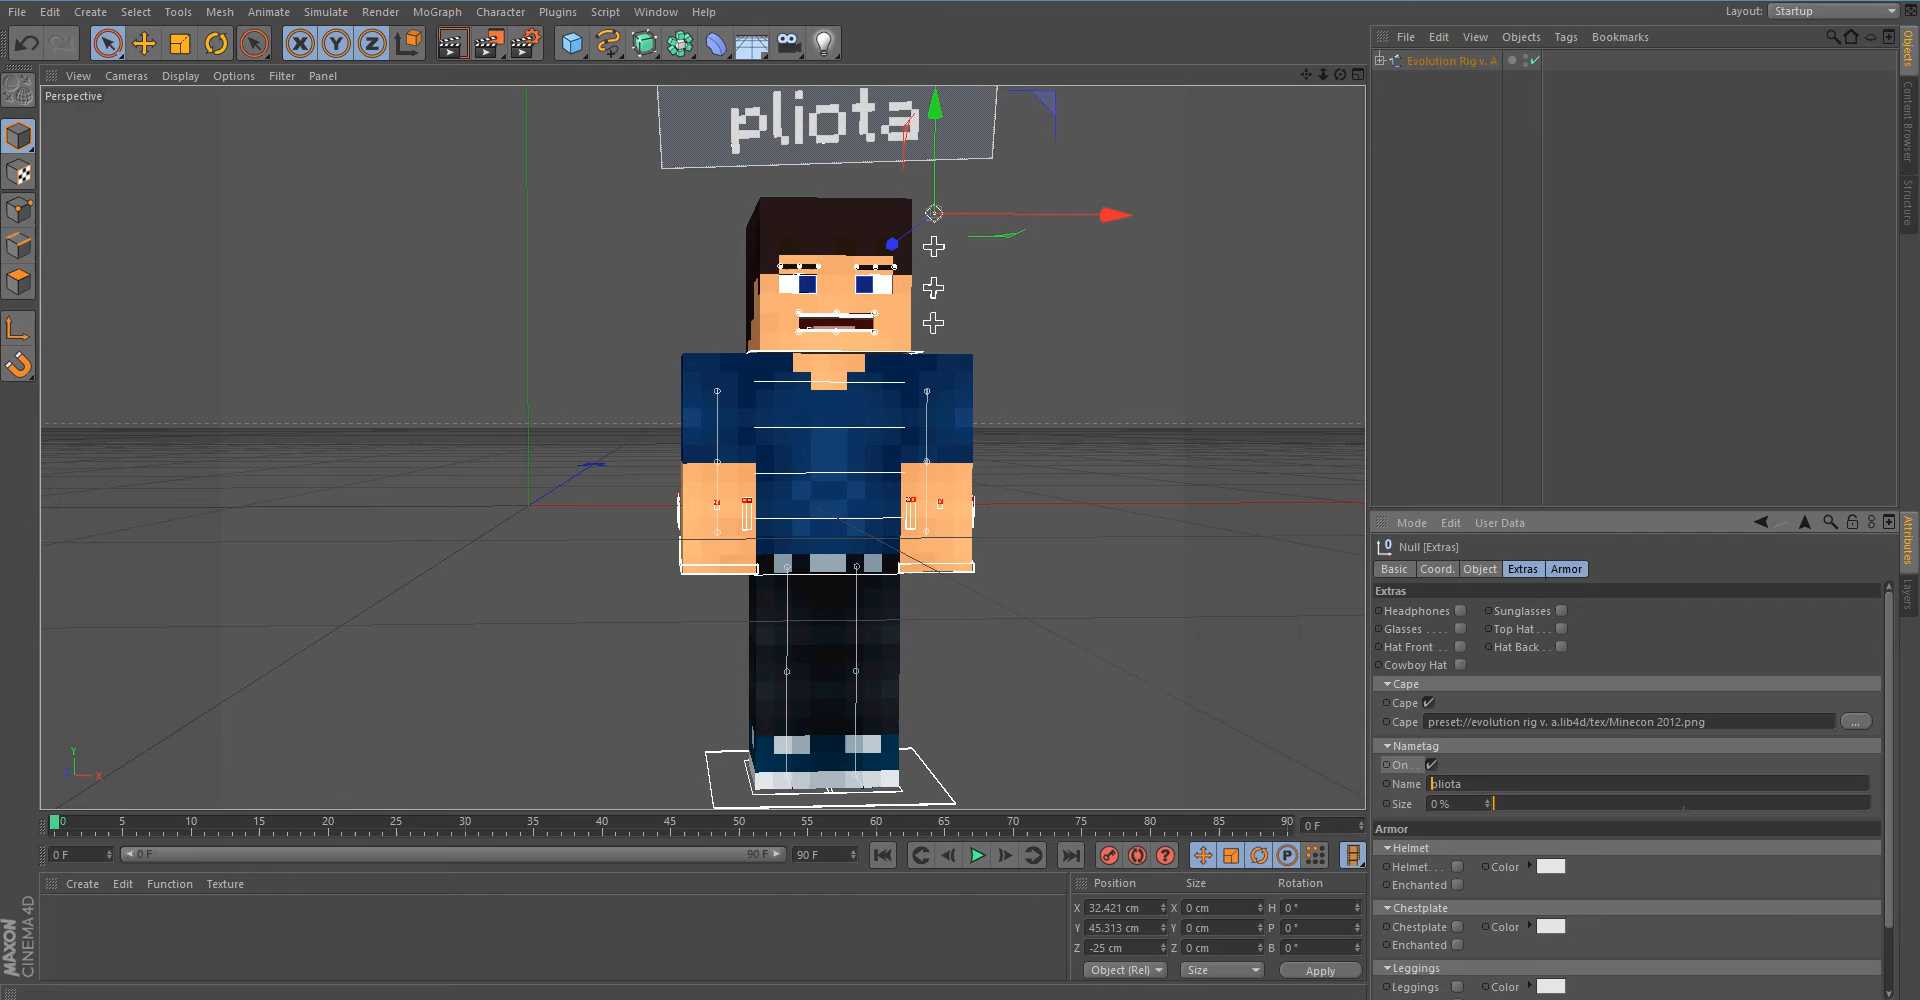 File Edit Create Select Tools Mesh Animate Simulate Render MoGraph Character Plugins Script Window Help
Layout: Startup
File Edit View Objects Tags Bookmarks
Evolution Rig v. A
Objects
Content Browser
Structure
View Cameras Display Options Filter Panel
Perspective
pliota
Y
X
Z
Mode Edit User Data
Attributes
Layers
Null [Extras]
Basic Coord. Object Extras Armor
Extras
Headphones Sunglasses
Glasses . . . . Top Hat . . .
Hat Front . . Hat Back . .
Cowboy Hat
Cape
Cape
Cape preset://evolution rig v. a.lib4d/tex/Minecon 2012.png ...
Nametag
On . .
Name pliota
Size 0 %
Armor
Helmet
Helmet. . . Color
Enchanted
Chestplate
Chestplate Color
Enchanted
Leggings
Leggings Color
0 5 10 15 20 25 30 35 40 45 50 55 60 65 70 75 80 85 90 0 F
0 F 0 F 90 F 90 F
Create Edit Function Texture
Position Size Rotation
X 32.421 cm X 0 cm H 0 °
Y 45.313 cm Y 0 cm P 0 °
Z -25 cm Z 0 cm B 0 °
Object (Rel) Size Apply
MAXON
CINEMA 4D